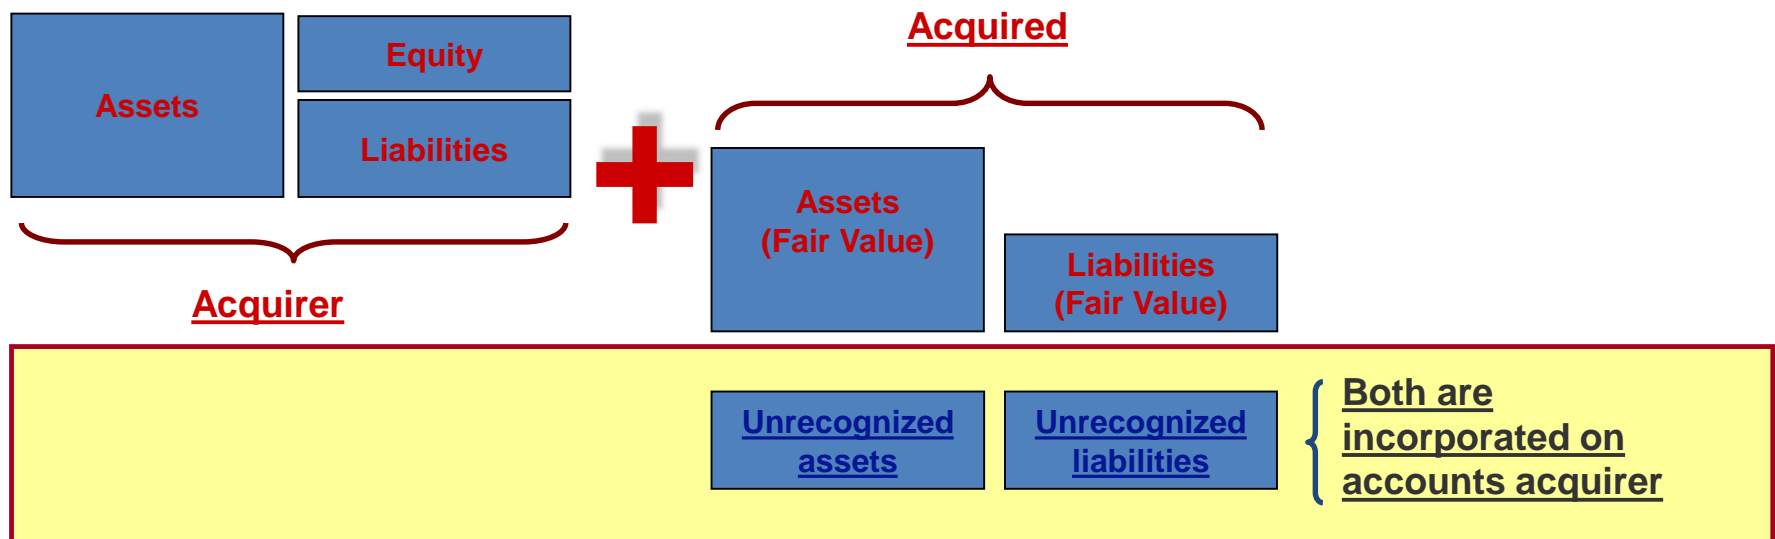 Assets
Equity
Liabilities
Acquirer
Acquired
Assets
(Fair Value)
Liabilities
(Fair Value)
Unrecognized
assets
Unrecognized
liabilities
Both are
incorporated on
accounts acquirer